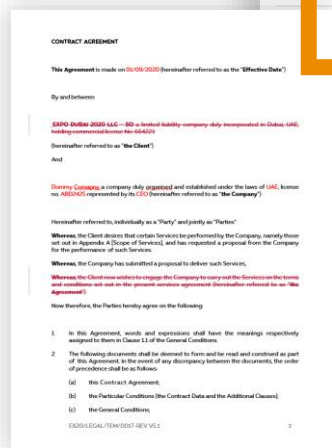 CONTRACT AGREEMENT
This Agreement is made on 01/09/2020 (hereinafter referred to as the "Effective Date")
By and between
EXPO DUBAI 2020 LLC – SO a limited liability company duly incorporated in Dubai, UAE,
holding commercial license No. 664223
(hereinafter referred to as "the Client")
And
Dummy Company a company duly organised and established under the laws of UAE, license
no. ABD2425 represented by its CEO (hereinafter referred to as "the Company")
Hereinafter referred to, individually as a "Party" and jointly as "Parties"
Whereas, the Client desires that certain Services be performed by the Company, namely those
set out in Appendix A [Scope of Services], and has requested a proposal from the Company
for the performance of such Services.
Whereas, the Company has submitted a proposal to deliver such Services,
Whereas, the Client now wishes to engage the Company to carry out the Services on the terms
and conditions set out in the present services agreement (hereinafter referred to as "the
Agreement")
Now therefore, the Parties hereby agree on the following:
1 In this Agreement, words and expressions shall have the meanings respectively
assigned to them in Clause 1.1 of the General Conditions.
2 The following documents shall be deemed to form and be read and construed as part
of this Agreement. In the event of any discrepancy between the documents, the order
of precedence shall be as follows:
(a) this Contract Agreement;
(b) the Particular Conditions [the Contract Data and the Additional Clauses];
(c) the General Conditions;
EX20/LEGAL/TEM/0017-REV V5.1